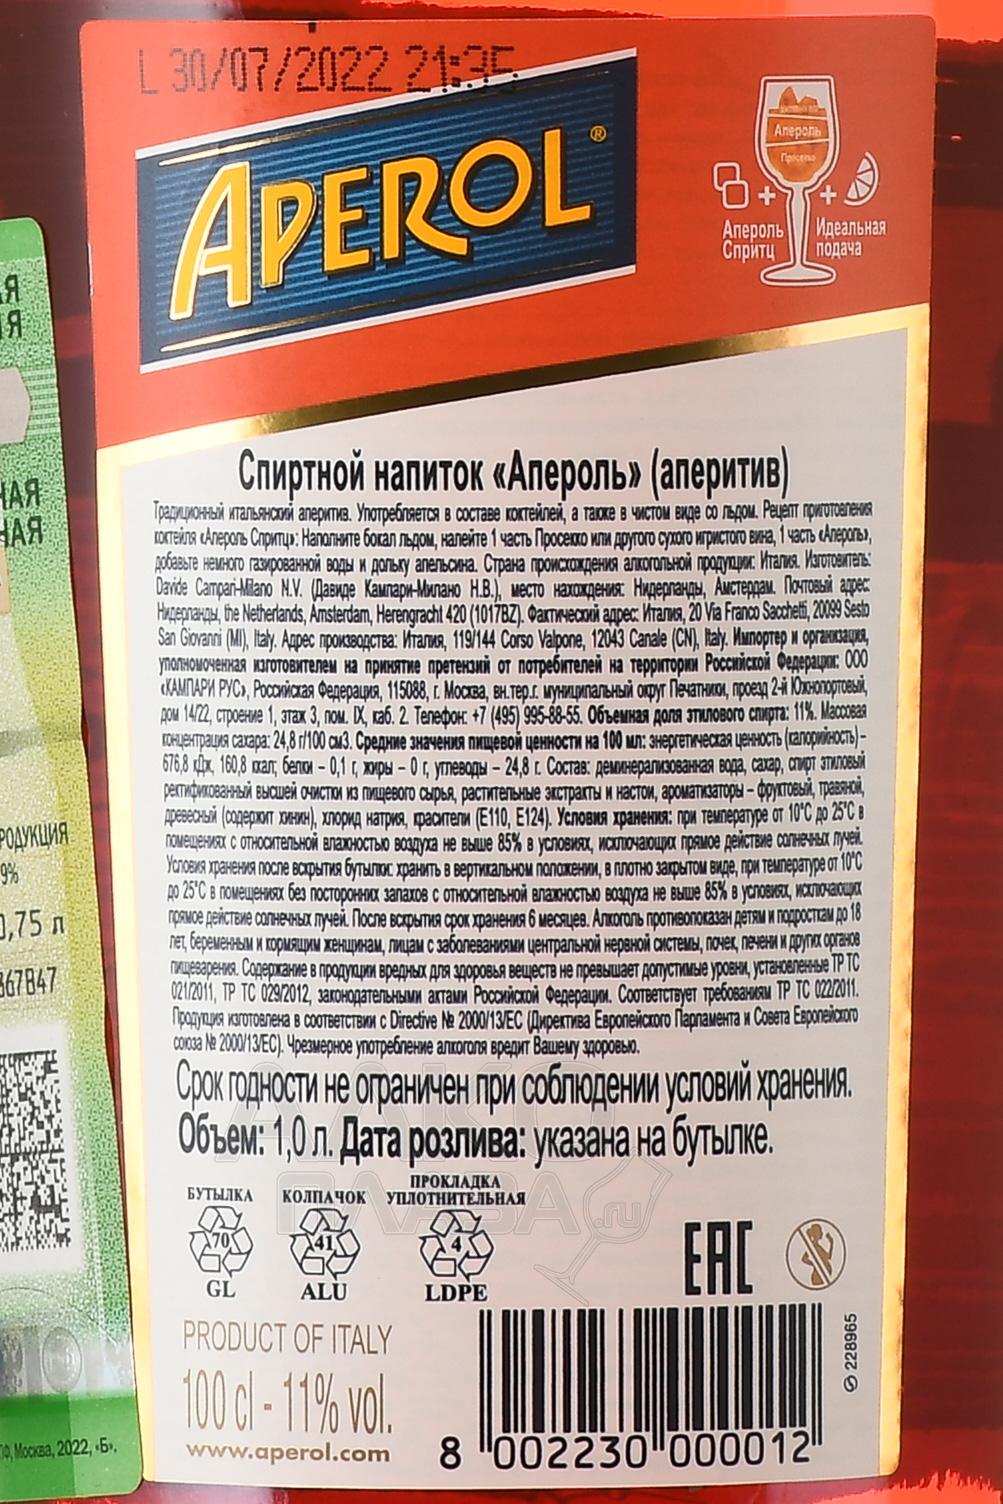 L 30/07/2022 21:35
APEROL®
Апероль
Просекко
Апероль
Спритц
Идеальная
подача
Спиртной напиток «Апероль» (аперитив)
Традиционный итальянский аперитив. Употребляется в составе коктейлей, а также в чистом виде со льдом. Рецепт приготовления
коктейля «Апероль Спритц»: Наполните бокал льдом, налейте 1 часть Просекко или другого сухого игристого вина, 1 часть «Апероль»,
добавьте немного газированной воды и дольку апельсина. Страна происхождения алкогольной продукции: Италия. Изготовитель:
Davide Campari-Milano N.V. (Давиде Кампари-Милано Н.В.), место нахождения: Нидерланды, Амстердам. Почтовый адрес:
Нидерланды, the Netherlands, Amsterdam, Herengracht 420 (1017BZ). Фактический адрес: Италия, 20 Via Franco Sacchetti, 20099 Sesto
San Giovanni (MI), Italy. Адрес производства: Италия, 119/144 Corso Valpone, 12043 Canale (CN), Italy. Импортер и организация,
уполномоченная изготовителем на принятие претензий от потребителей на территории Российской Федерации: ООО
«КАМПАРИ РУС», Российская Федерация, 115088, г. Москва, вн.тер.г. муниципальный округ Печатники, проезд 2-й Южнопортовый,
дом 14/22, строение 1, этаж 3, пом. IX, каб. 2. Телефон: +7 (495) 995-88-55. Объемная доля этилового спирта: 11%. Массовая
концентрация сахара: 24,8 г/100 см3. Средние значения пищевой ценности на 100 мл: энергетическая ценность (калорийность) –
676,8 кДж, 160,8 ккал; белки – 0,1 г, жиры – 0 г, углеводы – 24,8 г. Состав: деминерализованная вода, сахар, спирт этиловый
ректификованный высшей очистки из пищевого сырья, растительные экстракты и настои, ароматизаторы – фруктовый, травяной,
древесный (содержит хинин), хлорид натрия, красители (E110, E124). Условия хранения: при температуре от 10°C до 25°C в
помещениях с относительной влажностью воздуха не выше 85% в условиях, исключающих прямое действие солнечных лучей.
Условия хранения после вскрытия бутылки: хранить в вертикальном положении, в плотно закрытом виде, при температуре от 10°C
до 25°C в помещениях без посторонних запахов с относительной влажностью воздуха не выше 85% в условиях, исключающих
прямое действие солнечных лучей. После вскрытия срок хранения 6 месяцев. Алкоголь противопоказан детям и подросткам до 18
лет, беременным и кормящим женщинам, лицам с заболеваниями центральной нервной системы, почек, печени и других органов
пищеварения. Содержание в продукции вредных для здоровья веществ не превышает допустимые уровни, установленные ТР ТС
021/2011, ТР ТС 029/2012, законодательными актами Российской Федерации. Соответствует требованиям ТР ТС 022/2011.
Продукция изготовлена в соответствии с Directive № 2000/13/EC (Директива Европейского Парламента и Совета Европейского
союза № 2000/13/EC). Чрезмерное употребление алкоголя вредит Вашему здоровью.
Срок годности не ограничен при соблюдении условий хранения.
Объем: 1,0 л. Дата розлива: указана на бутылке.
БУТЫЛКА
КОЛПАЧОК
ПРОКЛАДКА
УПЛОТНИТЕЛЬНАЯ
70
GL
41
ALU
4
LDPE
EAC
АЛКО
ПЛАЗА.ru
PRODUCT OF ITALY
100 cl - 11% vol.
www.aperol.com
8 002230 000012
228965
АЯ
НАЯ
НАЯ
РОДУКЦИЯ
9%
0,75 л
867847
Москва, 2022, «Б».